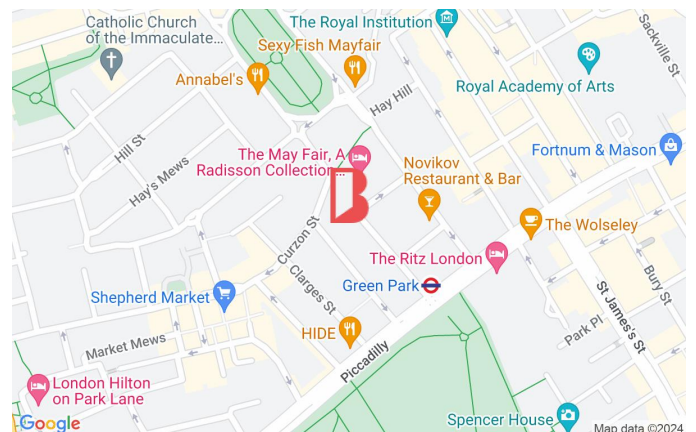 Catholic Church
of the Immaculate...
The Royal Institution
Sackville St
Sexy Fish Mayfair
Annabel's
Royal Academy of Arts
Hay Hill
Hill St
Fortnum & Mason
The May Fair, A
Radisson Collection...
Hay's Mews
Novikov
Restaurant & Bar
The Wolseley
Curzon St
The Ritz London
Green Park
Bury St
Clarges St
Shepherd Market
St James's St
HIDE
Park Pl
Market Mews
Piccadilly
London Hilton
on Park Lane
Spencer House
Google
Map data ©2024